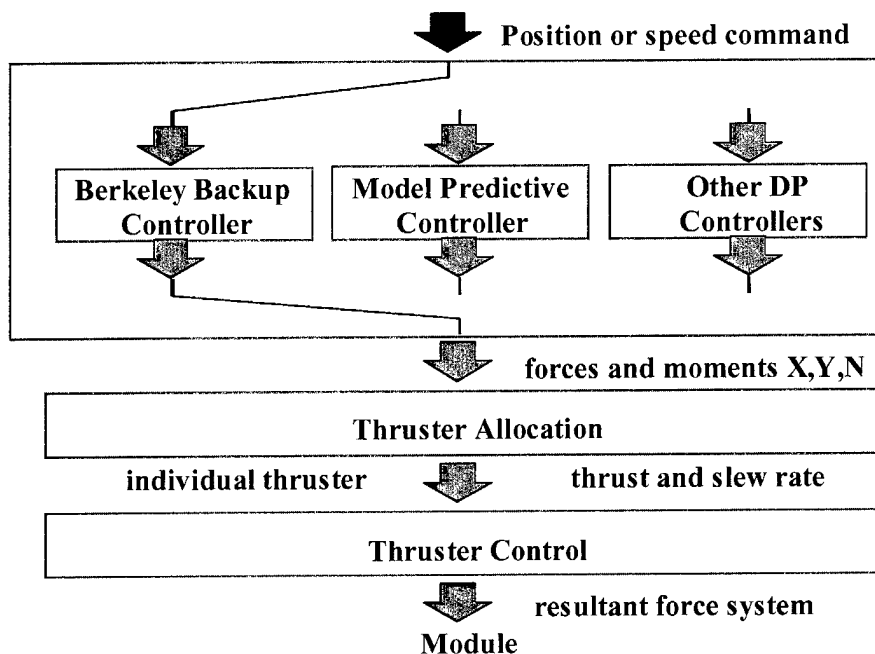 Position or speed command
Berkeley Backup
Controller
Model Predictive
Controller
Other DP
Controllers
forces and moments X,Y,N
Thruster Allocation
individual thruster
thrust and slew rate
Thruster Control
resultant force system
Module